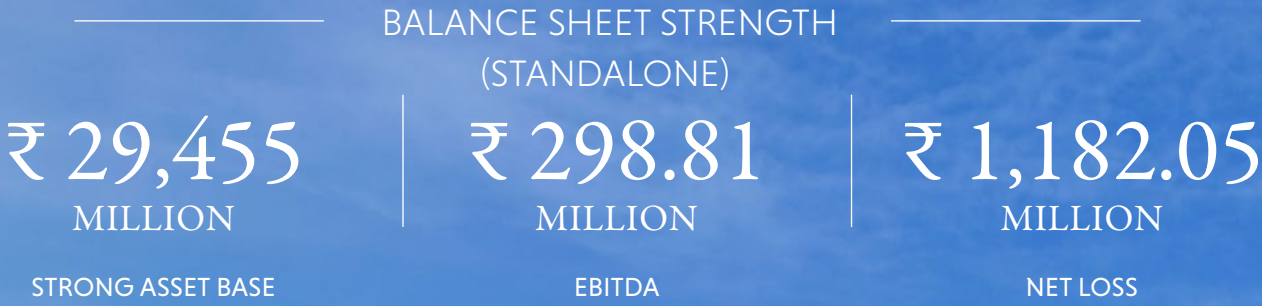 BALANCE SHEET STRENGTH
(STANDALONE)
₹ 29,455
MILLION
STRONG ASSET BASE
₹ 298.81
MILLION
EBITDA
₹ 1,182.05
MILLION
NET LOSS